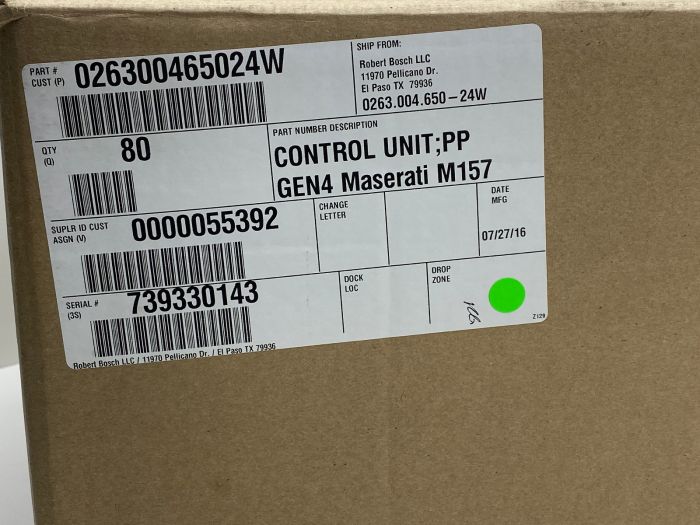 PART #
CUST (P)
026300465024W
SHIP FROM:
Robert Bosch LLC
11970 Pellicano Dr.
El Paso TX 79936
0263.004.650-24W
QTY
(Q)
80
PART NUMBER DESCRIPTION
CONTROL UNIT;PP
GEN4 Maserati M157
SUPLR ID CUST
ASGN (V)
0000055392
CHANGE
LETTER
DATE
MFG
07/27/16
SERIAL #
(3S)
739330143
DOCK
LOC
DROP
ZONE
Z129
Robert Bosch LLC / 11970 Pellicano Dr. / El Paso TX 79936